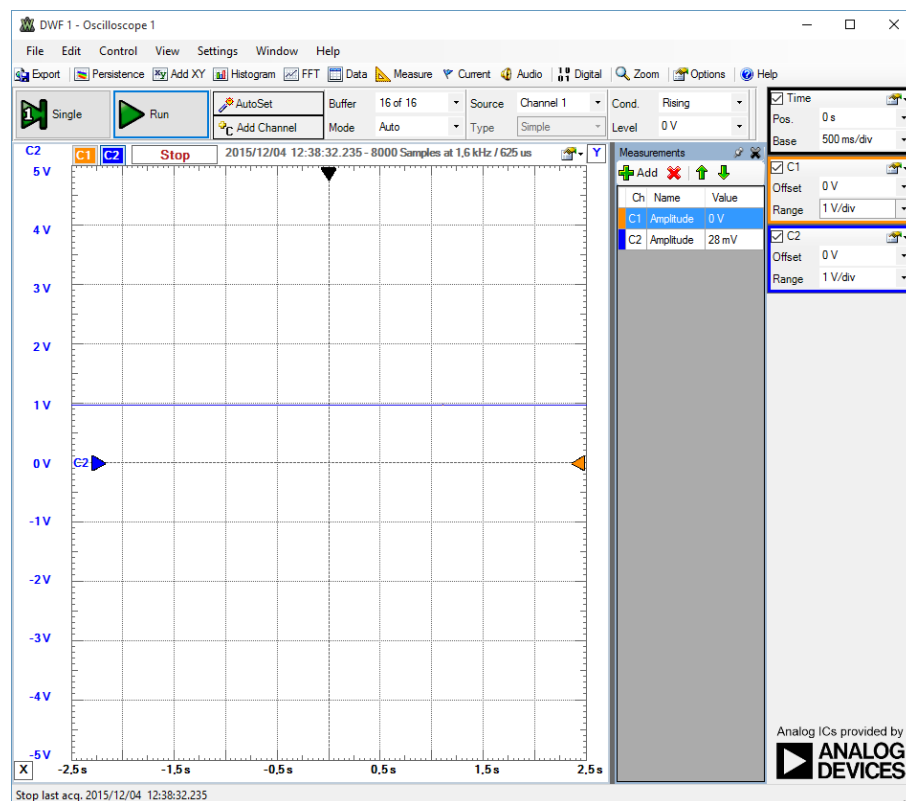 DWF 1 - Oscilloscope 1
File Edit Control View Settings Window Help
Export Persistence Add XY Histogram FFT Data Measure Current Audio Digital Zoom Options Help
Single Run AutoSet Buffer 16 of 16 Source Channel 1 Cond. Rising
Add Channel Mode Auto Type Simple Level 0 V
Time
Pos. 0 s
Base 500 ms/div
C2 C1 C2 Stop 2015/12/04 12:38:32.235 - 8000 Samples at 1,6 kHz / 625 us Y
5 V
4 V
3 V
2 V
1 V
0 V C2
-1 V
-2 V
-3 V
-4 V
-5 V
X -2,5 s -1,5 s -0,5 s 0,5 s 1,5 s 2,5 s
Measurements
Add
Ch Name Value
C1 Amplitude 0 V
C2 Amplitude 28 mV
C1
Offset 0 V
Range 1 V/div
C2
Offset 0 V
Range 1 V/div
Analog ICs provided by
ANALOG
DEVICES
Stop last acq. 2015/12/04 12:38:32.235